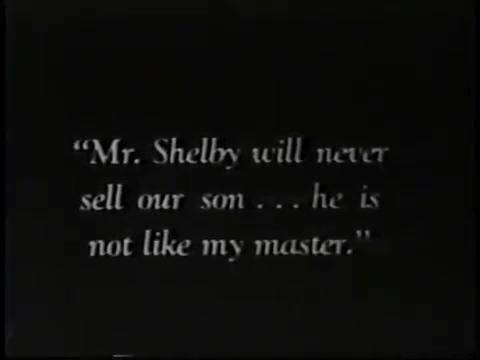 “Mr. Shelby will never
sell our son . . . he is
not like my master.”